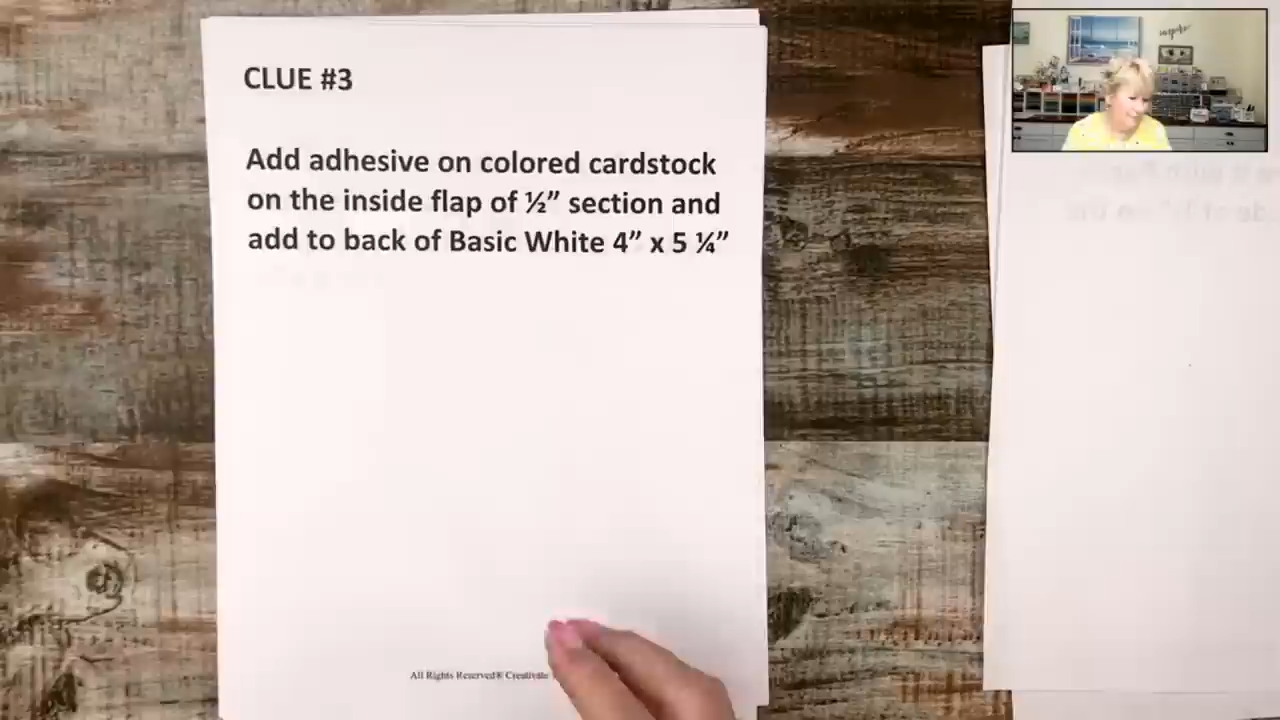 CLUE #3
Add adhesive on colored cardstock
on the inside flap of ½” section and
add to back of Basic White 4” x 5 ¼”
All Rights Reserved® Creativate